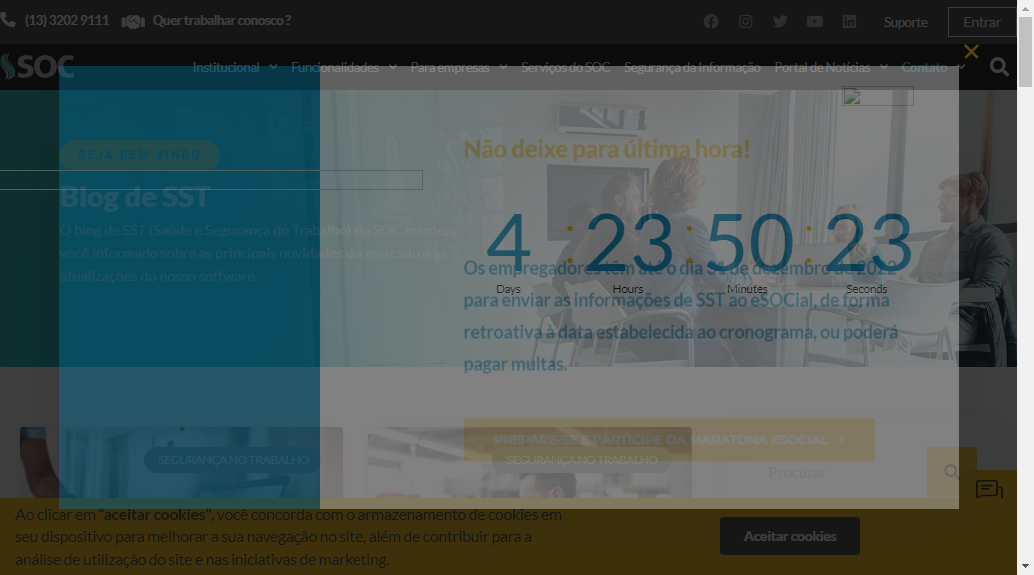 (13) 3202 9111
Quer trabalhar conosco ?
Suporte
Entrar
SOC
Institucional
Funcionalidades
Para empresas
Serviços do SOC
Segurança da Informação
Portal de Notícias
Contato
SEJA BEM VINDO
Blog de SST
O blog de SST (Saúde e Segurança do Trabalho) do SOC mantém
você informado sobre as principais novidades do mercado e as
atualizações do nosso software.
Não deixe para última hora!
4 : 23 : 50 : 23
Days Hours Minutes Seconds
Os empregadores têm até o dia 31 de dezembro de 2022
para enviar as informações de SST ao eSOCial, de forma
retroativa à data estabelecida ao cronograma, ou poderá
pagar multas.
PREPARE-SE E PARTICIPE DA MARATONA ESOCIAL
SEGURANÇA NO TRABALHO
SEGURANÇA NO TRABALHO
Procurar
Ao clicar em "aceitar cookies", você concorda com o armazenamento de cookies em
seu dispositivo para melhorar a sua navegação no site, além de contribuir para a
análise de utilização do site e nas iniciativas de marketing.
Aceitar cookies